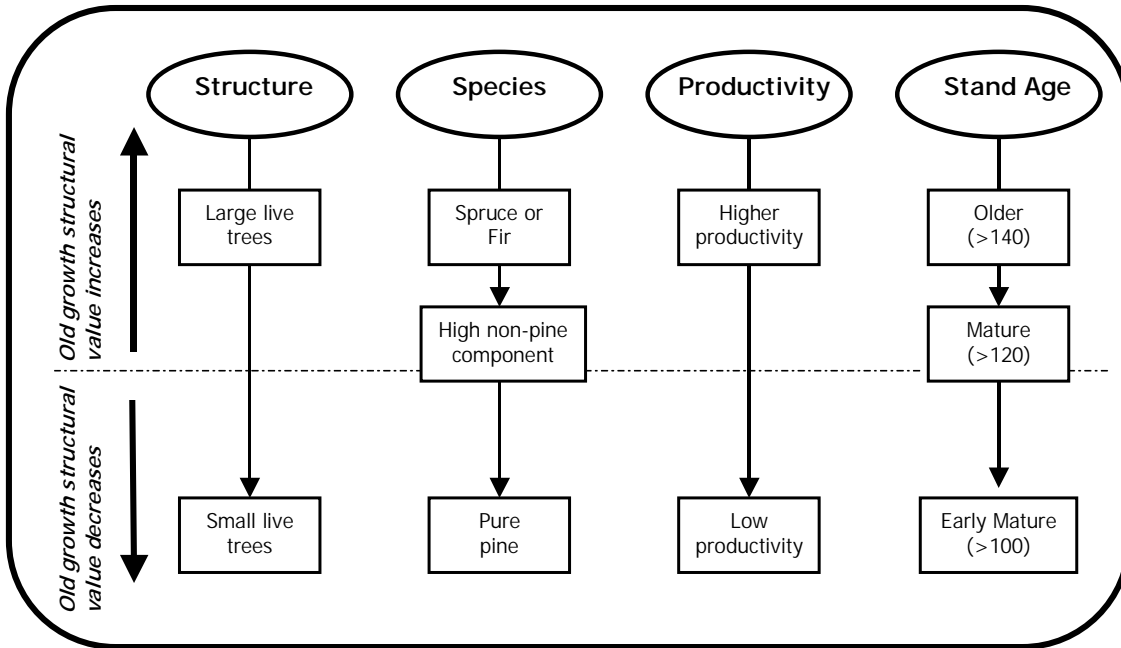 Structure
Species
Productivity
Stand Age
Old growth structural
value increases
Large live
trees
Spruce or
Fir
Higher
productivity
Older
(>140)
High non-pine
component
Mature
(>120)
Old growth structural
value decreases
Small live
trees
Pure
pine
Low
productivity
Early Mature
(>100)